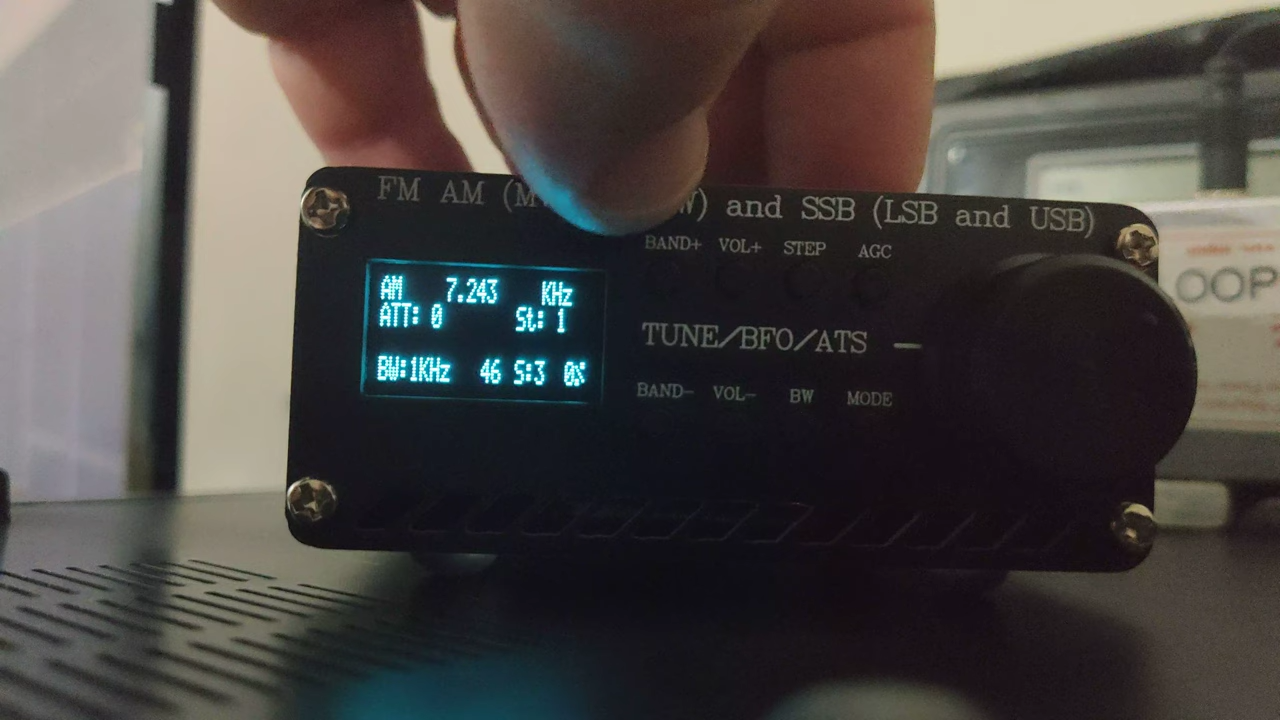 FM AM (M W) and SSB (LSB and USB)
BAND+ VOL+ STEP AGC
AM 7.243 KHz
ATT: 0 St: 1
TUNE/BFO/ATS
BW:1KHz 46 S:3 0%
BAND- VOL- BW MODE
OOP